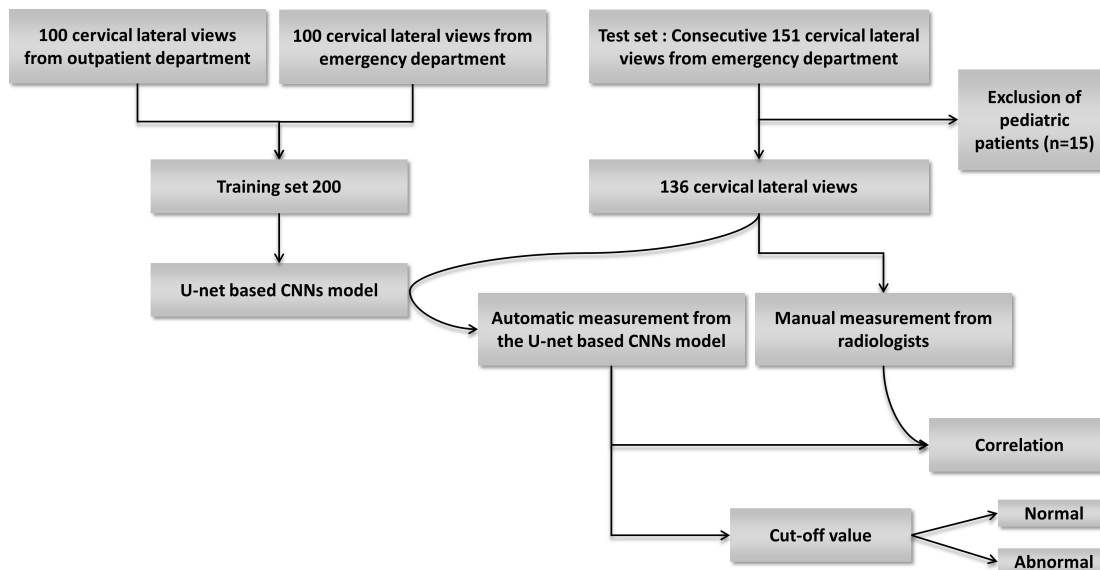 100 cervical lateral views
from outpatient department
100 cervical lateral views from
emergency department
Test set : Consecutive 151 cervical lateral
views from emergency department
Exclusion of
pediatric
patients (n=15)
Training set 200
136 cervical lateral views
U-net based CNNs model
Automatic measurement from
the U-net based CNNs model
Manual measurement from
radiologists
Correlation
Cut-off value
Normal
Abnormal